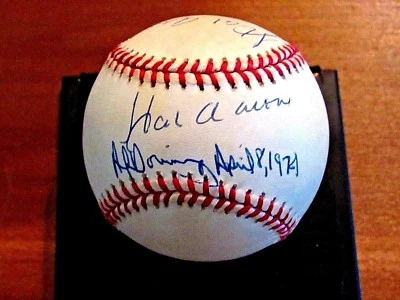 Hank Aaron
Al Downing April 8, 1974